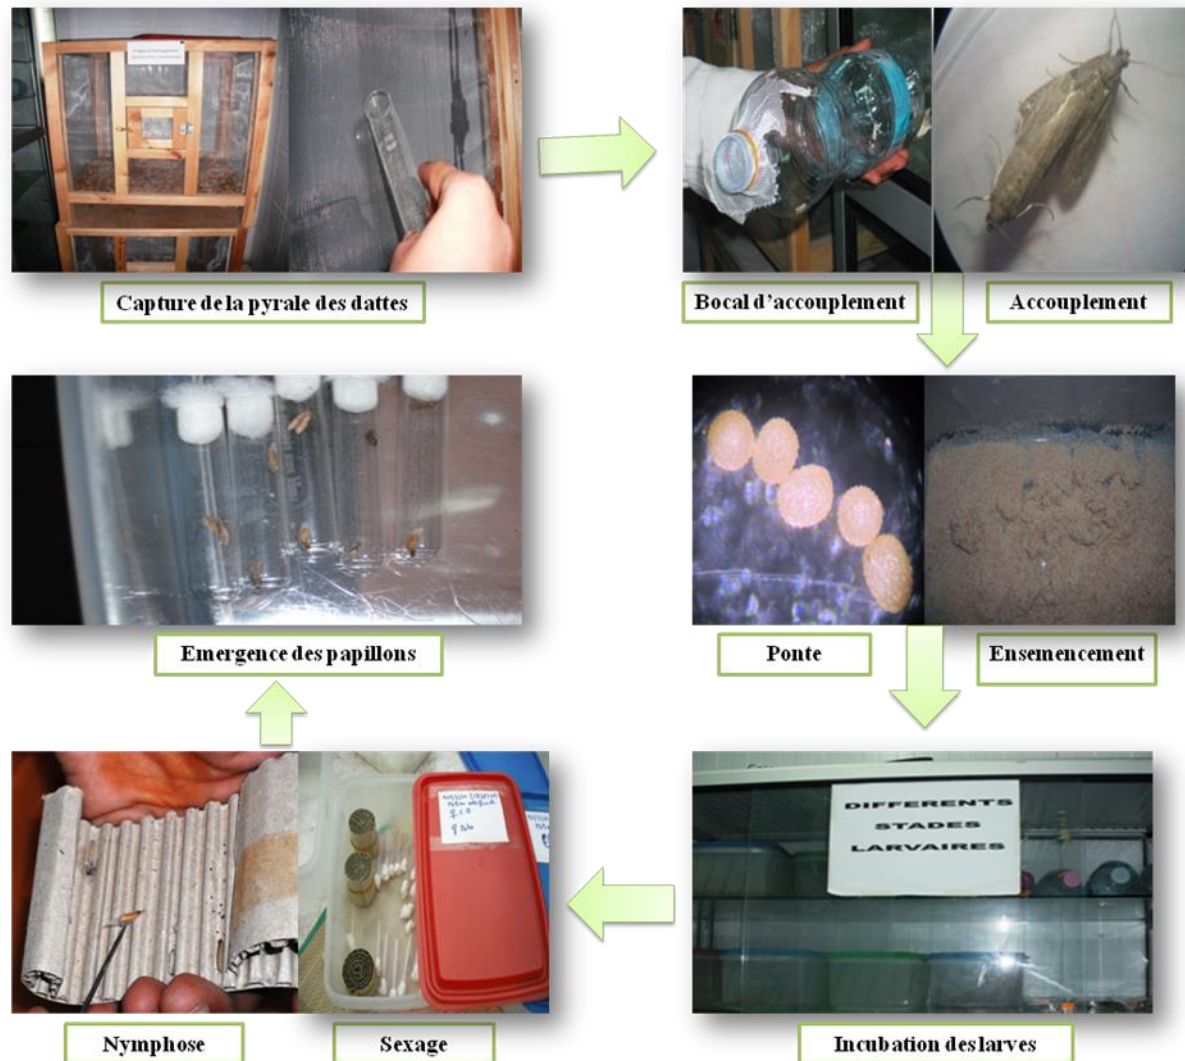 Capture de la pyrale des dattes
Bocal d'accouplement
Accouplement
Emergence des papillons
Ponte
Ensemencement
DIFFERENTS
STADES
LARVAIRES
Nymphose
Sexage
Incubation des larves